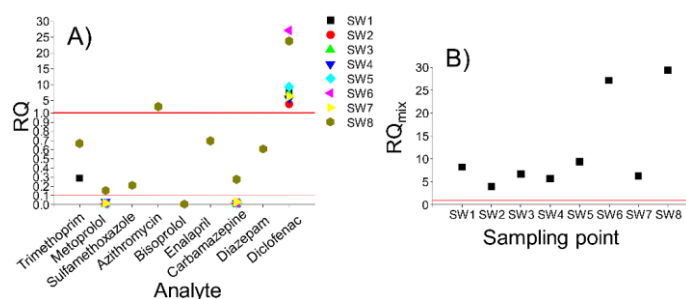 A)
RQ
30
25
20
15
10
5
1.0
0.9
0.8
0.7
0.6
0.5
0.4
0.3
0.2
0.1
0.0
Trimethoprim
Metoprolol
Sulfamethoxazole
Azithromycin
Bisoprolol
Enalapril
Carbamazepine
Diazepam
Diclofenac
Analyte
SW1
SW2
SW3
SW4
SW5
SW6
SW7
SW8
B)
RQmix
30
25
20
15
10
5
0
SW1 SW2 SW3 SW4 SW5 SW6 SW7 SW8
Sampling point